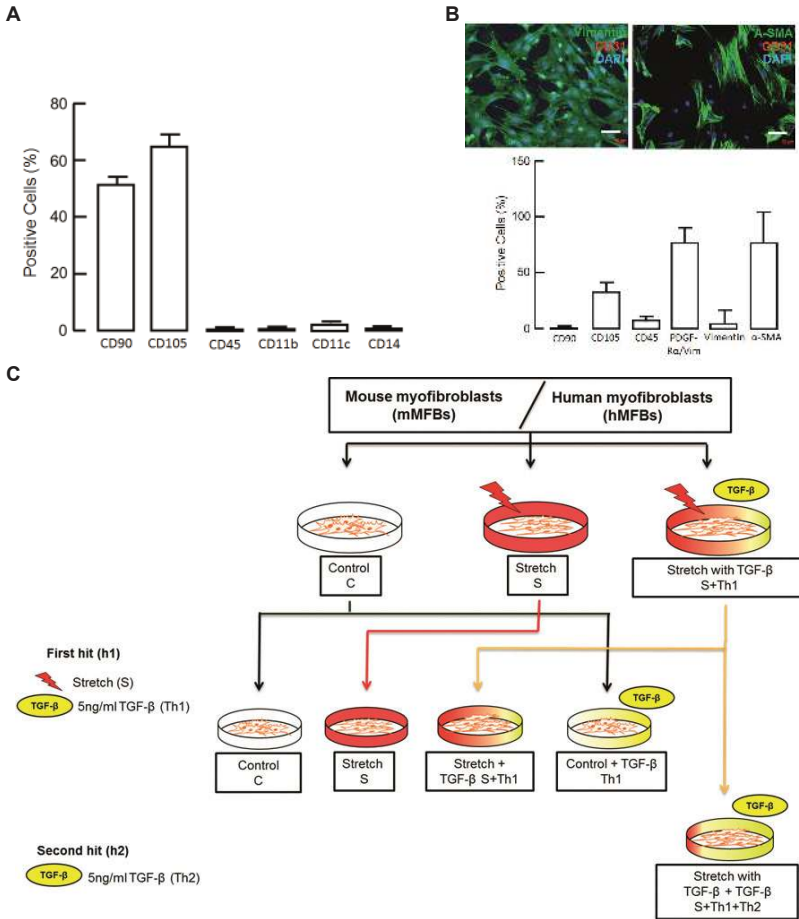 A
80
60
40
20
0
Positive Cells (%)
CD90 CD105 CD45 CD11b CD11c CD14
B
Vimentin
CD31
DAPI
A-SMA
CD31
DAPI
150
100
50
0
Positive Cells (%)
CD90 CD105 CD45 PDGF- Vimentin α-SMA
Rα/Vim
C
Mouse myofibroblasts
(mMFBs)
Human myofibroblasts
(hMFBs)
TGF-β
Control
C
Stretch
S
Stretch with TGF-β
S+Th1
First hit (h1)
Stretch (S)
TGF-β 5ng/ml TGF-β (Th1)
TGF-β
Control
C
Stretch
S
Stretch +
TGF-β S+Th1
Control + TGF-β
Th1
TGF-β
Second hit (h2)
TGF-β 5ng/ml TGF-β (Th2)
Stretch with
TGF-β + TGF-β
S+Th1+Th2